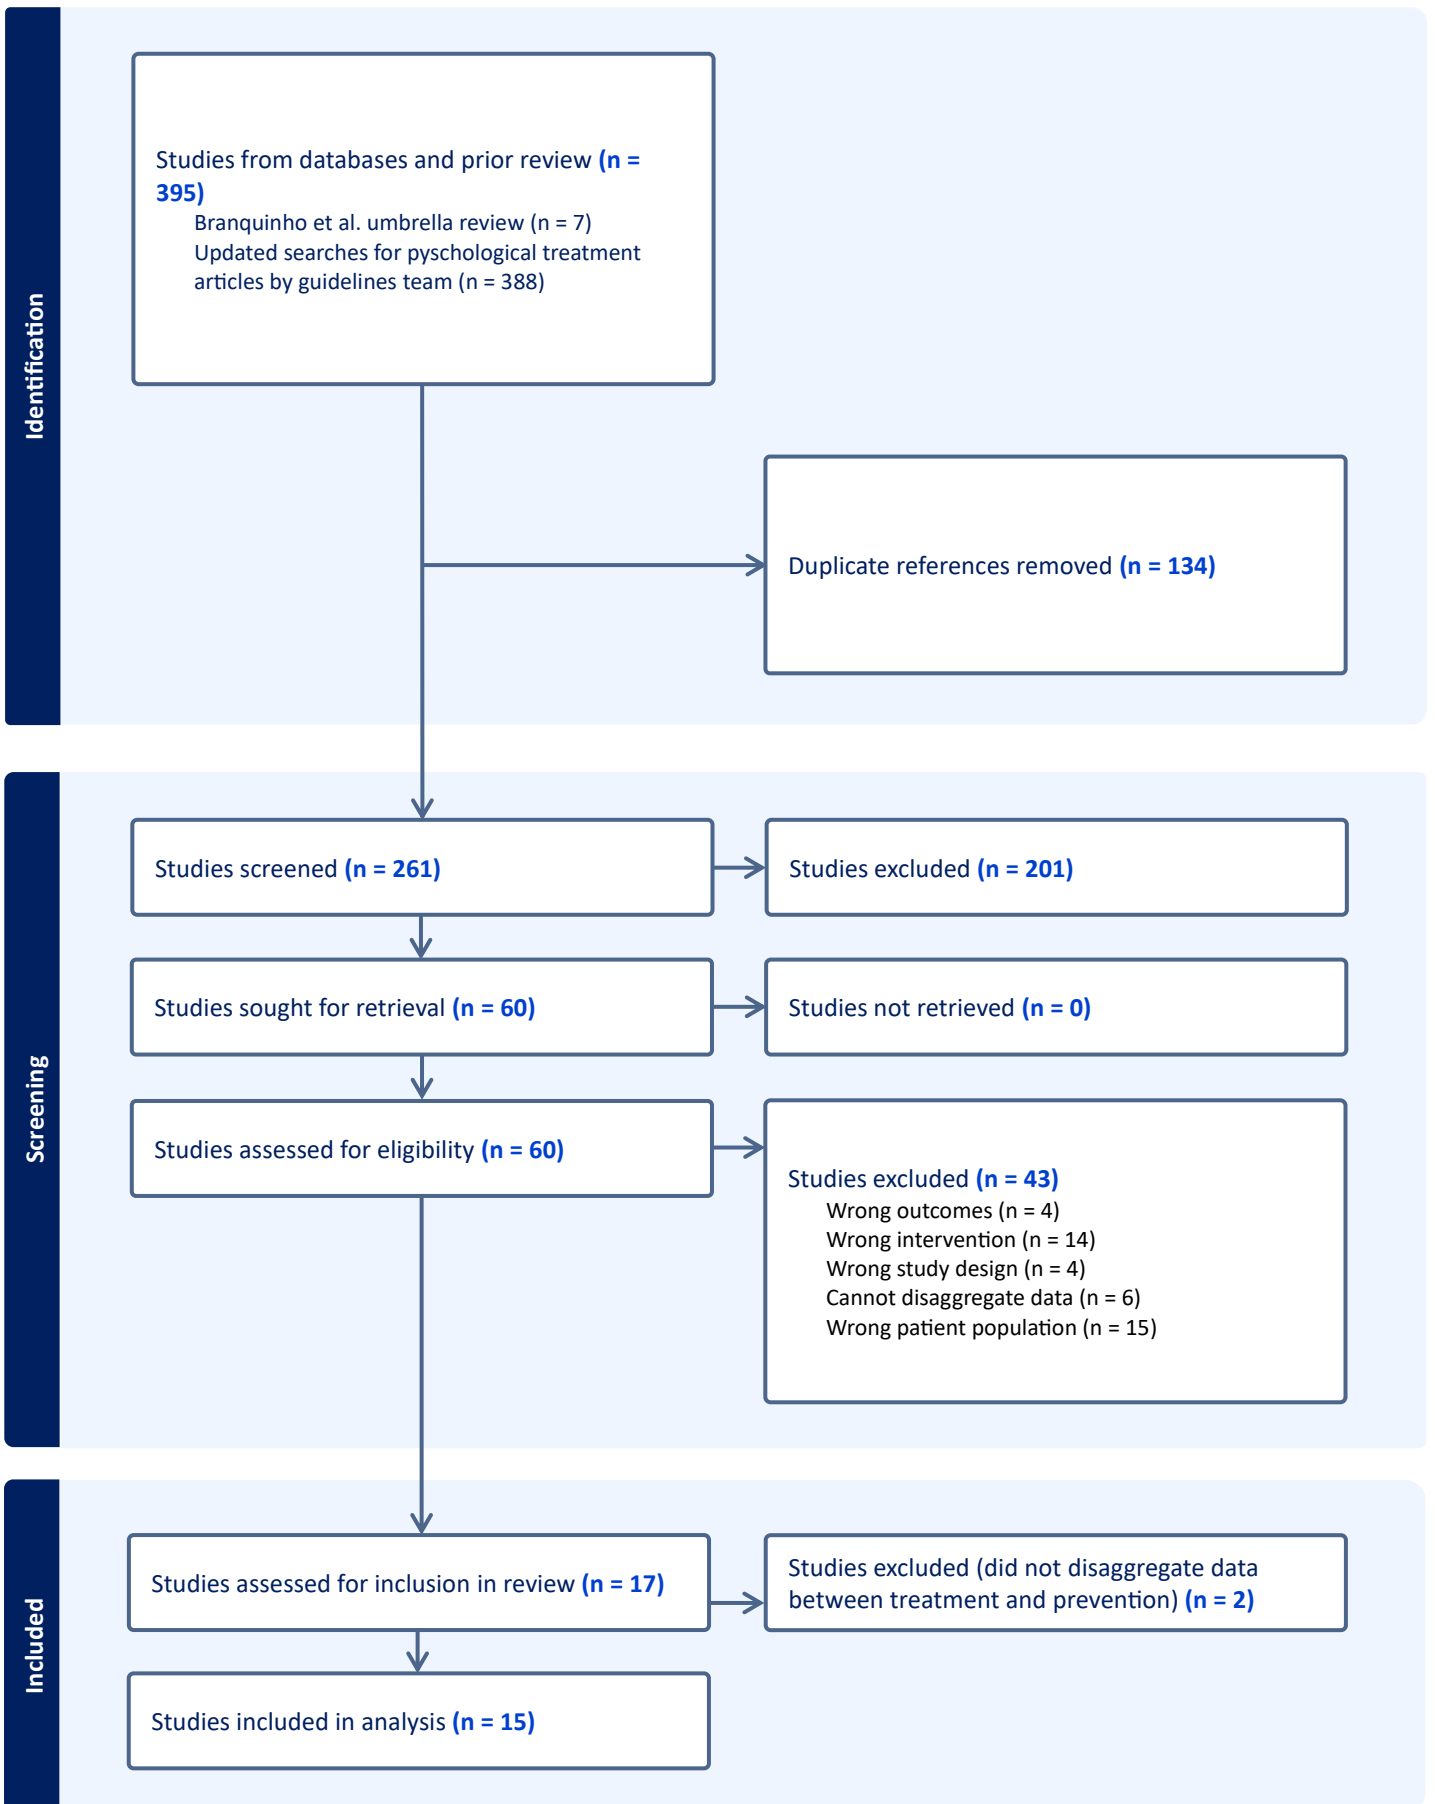 Identification
Studies from databases and prior review (n =
395)
Branquinho et al. umbrella review (n = 7)
Updated searches for pyschological treatment
articles by guidelines team (n = 388)
Duplicate references removed (n = 134)
Screening
Studies screened (n = 261)
Studies excluded (n = 201)
Studies sought for retrieval (n = 60)
Studies not retrieved (n = 0)
Studies assessed for eligibility (n = 60)
Studies excluded (n = 43)
Wrong outcomes (n = 4)
Wrong intervention (n = 14)
Wrong study design (n = 4)
Cannot disaggregate data (n = 6)
Wrong patient population (n = 15)
Included
Studies assessed for inclusion in review (n = 17)
Studies excluded (did not disaggregate data
between treatment and prevention) (n = 2)
Studies included in analysis (n = 15)